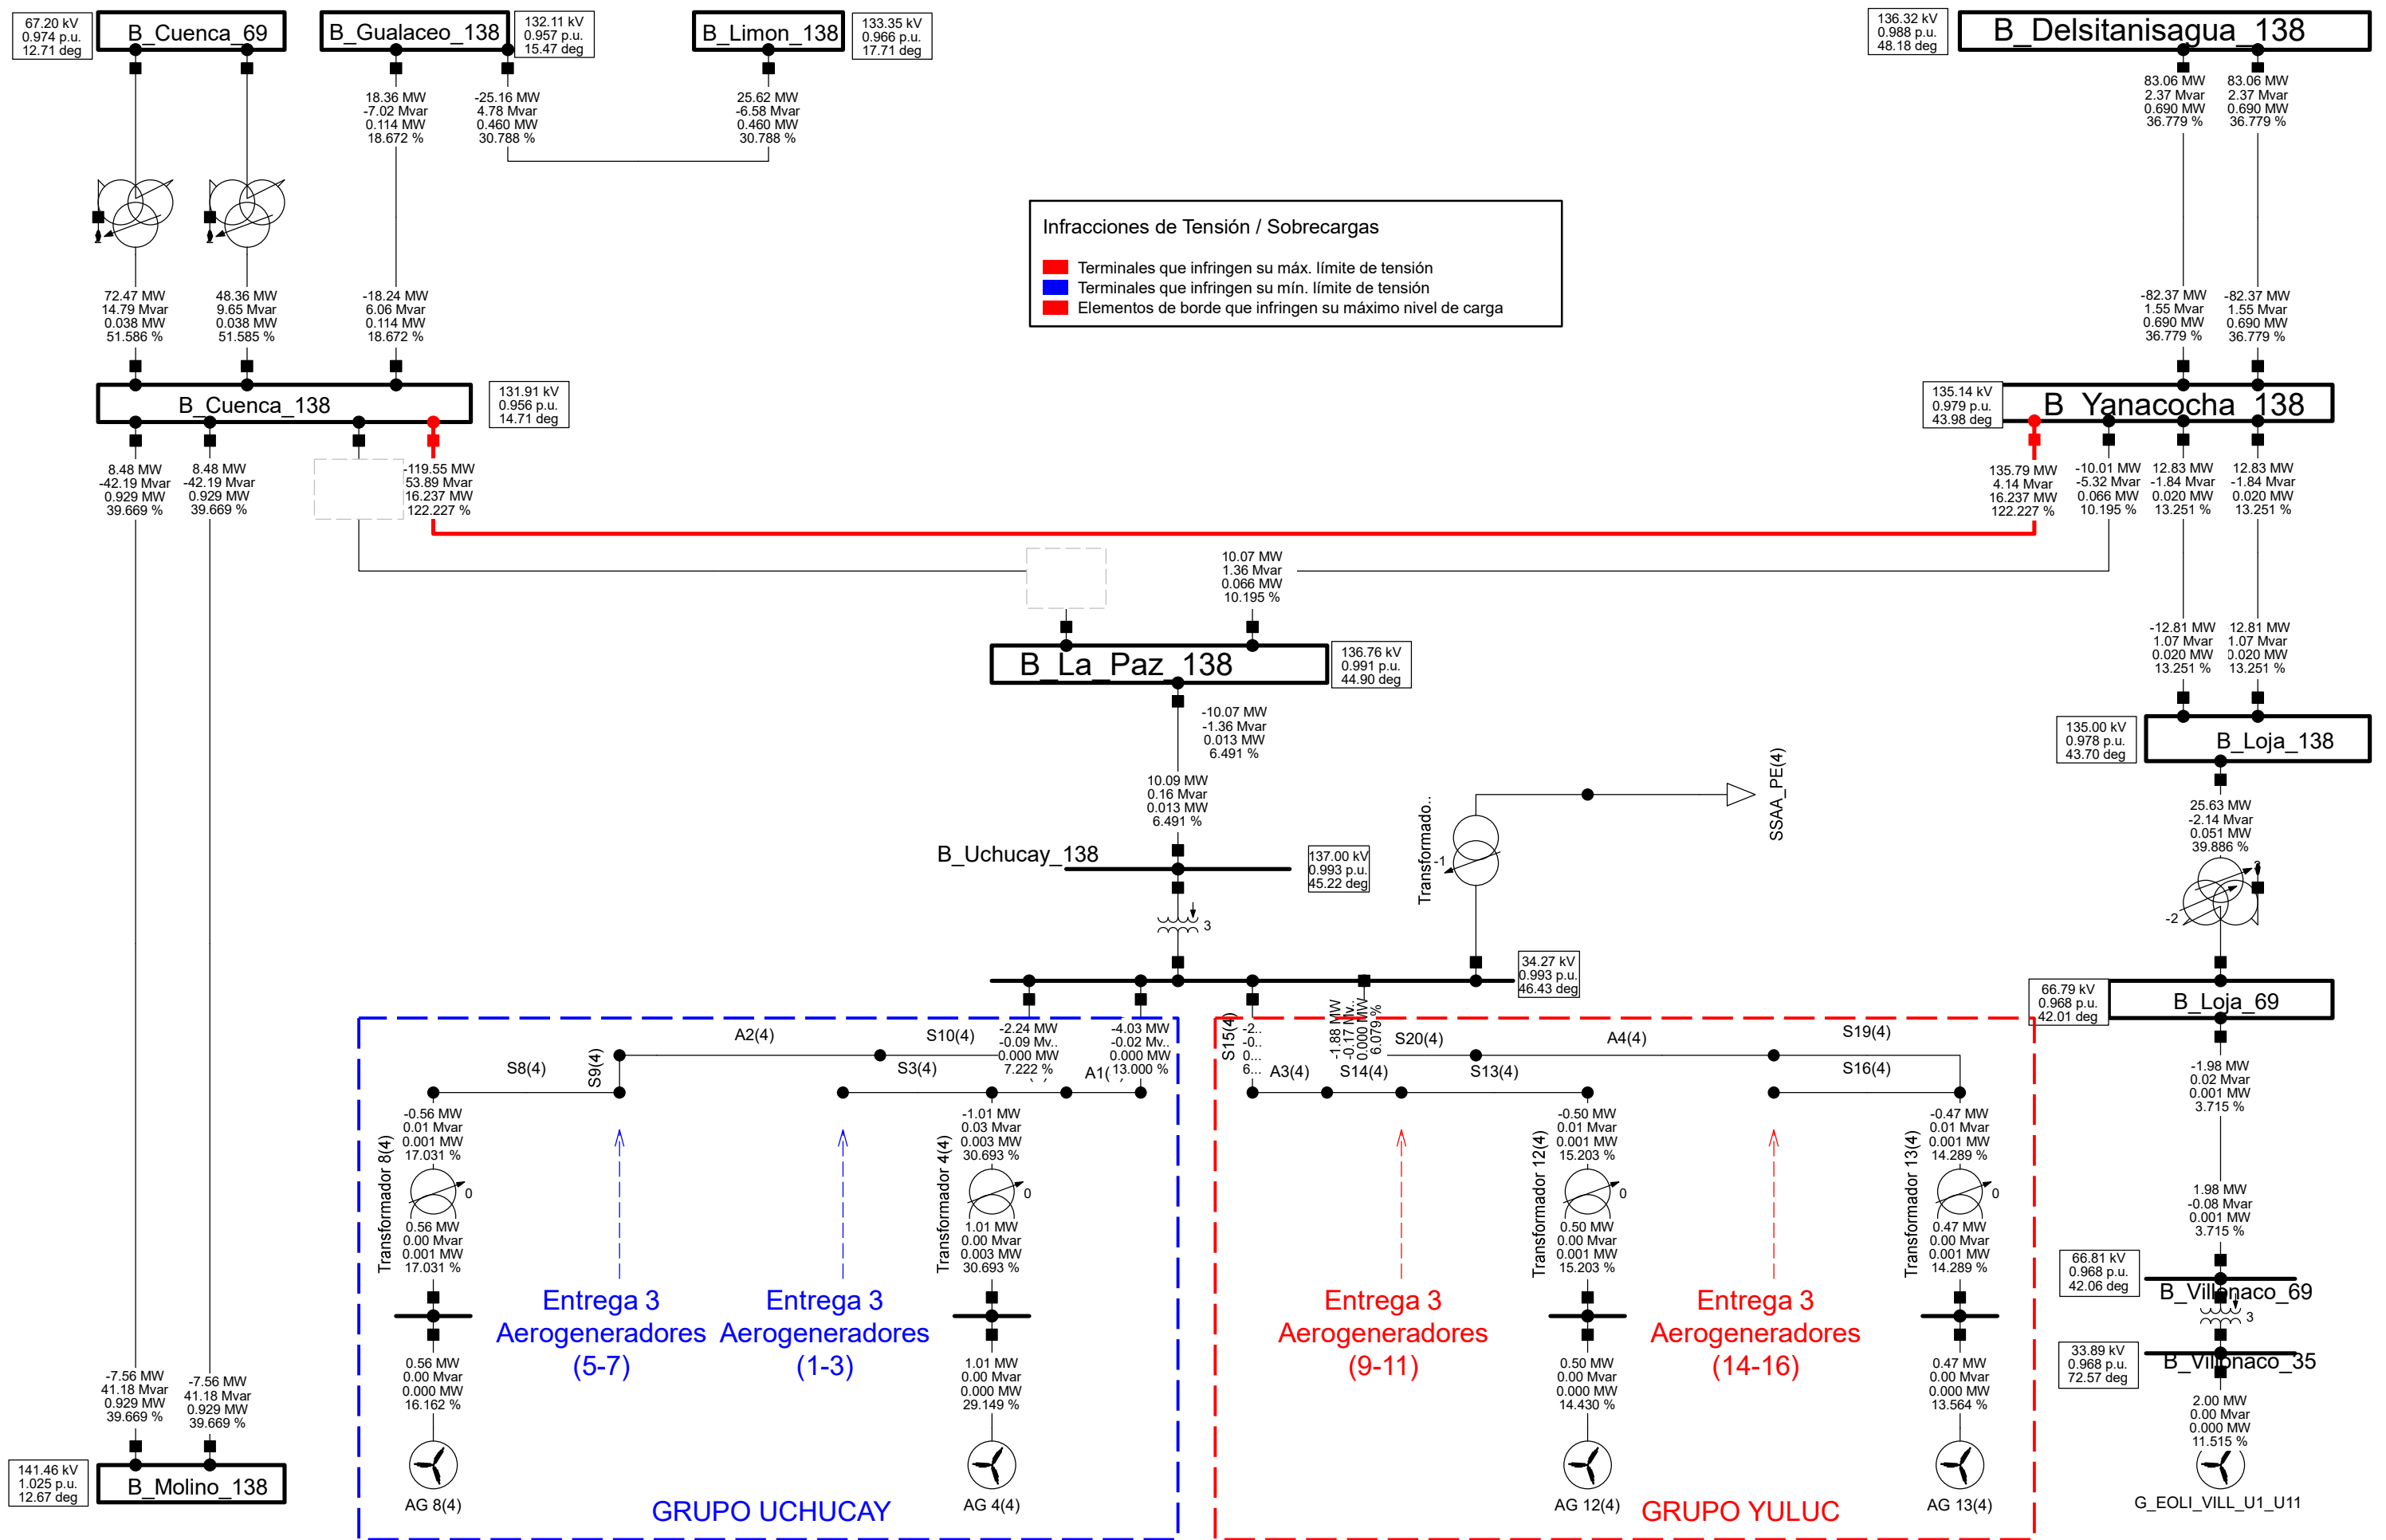 67.20 kV
0.974 p.u.
12.71 deg
B_Cuenca_69
B_Gualaceo_138
132.11 kV
0.957 p.u.
15.47 deg
B_Limon_138
133.35 kV
0.966 p.u.
17.71 deg
136.32 kV
0.988 p.u.
48.18 deg
B_Delsitanisagua_138
18.36 MW
-7.02 Mvar
0.114 MW
18.672 %
-25.16 MW
4.78 Mvar
0.460 MW
30.788 %
25.62 MW
-6.58 Mvar
0.460 MW
30.788 %
83.06 MW
2.37 Mvar
0.690 MW
36.779 %
83.06 MW
2.37 Mvar
0.690 MW
36.779 %
Infracciones de Tensión / Sobrecargas
Terminales que infringen su máx. límite de tensión
Terminales que infringen su mín. límite de tensión
Elementos de borde que infringen su máximo nivel de carga
72.47 MW
14.79 Mvar
0.038 MW
51.586 %
48.36 MW
9.65 Mvar
0.038 MW
51.585 %
-18.24 MW
6.06 Mvar
0.114 MW
18.672 %
-82.37 MW
1.55 Mvar
0.690 MW
36.779 %
-82.37 MW
1.55 Mvar
0.690 MW
36.779 %
B_Cuenca_138
131.91 kV
0.956 p.u.
14.71 deg
135.14 kV
0.979 p.u.
43.98 deg
B_Yanacocha_138
8.48 MW
-42.19 Mvar
0.929 MW
39.669 %
8.48 MW
-42.19 Mvar
0.929 MW
39.669 %
-119.55 MW
53.89 Mvar
16.237 MW
122.227 %
135.79 MW
4.14 Mvar
16.237 MW
122.227 %
-10.01 MW
-5.32 Mvar
0.066 MW
10.195 %
12.83 MW
-1.84 Mvar
0.020 MW
13.251 %
12.83 MW
-1.84 Mvar
0.020 MW
13.251 %
10.07 MW
1.36 Mvar
0.066 MW
10.195 %
B_La_Paz_138
136.76 kV
0.991 p.u.
44.90 deg
-12.81 MW
1.07 Mvar
0.020 MW
13.251 %
12.81 MW
1.07 Mvar
0.020 MW
13.251 %
-10.07 MW
-1.36 Mvar
0.013 MW
6.491 %
135.00 kV
0.978 p.u.
43.70 deg
B_Loja_138
10.09 MW
0.16 Mvar
0.013 MW
6.491 %
SSAA_PE(4)
Transformado..
-1
25.63 MW
-2.14 Mvar
0.051 MW
39.886 %
B_Uchucay_138
137.00 kV
0.993 p.u.
45.22 deg
3
-2
34.27 kV
0.993 p.u.
46.43 deg
66.79 kV
0.968 p.u.
42.01 deg
B_Loja_69
A2(4)
S10(4)
S8(4)
S9(4)
S3(4)
A1(
-2.24 MW
-0.09 Mv..
0.000 MW
7.222 %
-4.03 MW
-0.02 Mv..
0.000 MW
13.000 %
S15(4)
-2..
-0..
0...
6...
-1.88 MW
-0.17 Mv..
0.000 MW
6.079 %
S20(4)
A4(4)
S19(4)
A3(4)
S14(4)
S13(4)
S16(4)
-0.56 MW
0.01 Mvar
0.001 MW
17.031 %
Transformador 8(4)
0
0.56 MW
0.00 Mvar
0.001 MW
17.031 %
-1.01 MW
0.03 Mvar
0.003 MW
30.693 %
Transformador 4(4)
0
1.01 MW
0.00 Mvar
0.003 MW
30.693 %
-0.50 MW
0.01 Mvar
0.001 MW
15.203 %
Transformador 12(4)
0
0.50 MW
0.00 Mvar
0.001 MW
15.203 %
-0.47 MW
0.01 Mvar
0.001 MW
14.289 %
Transformador 13(4)
0
0.47 MW
0.00 Mvar
0.001 MW
14.289 %
-1.98 MW
0.02 Mvar
0.001 MW
3.715 %
1.98 MW
-0.08 Mvar
0.001 MW
3.715 %
Entrega 3
Aerogeneradores
(5-7)
Entrega 3
Aerogeneradores
(1-3)
Entrega 3
Aerogeneradores
(9-11)
Entrega 3
Aerogeneradores
(14-16)
66.81 kV
0.968 p.u.
42.06 deg
B_Villonaco_69
3
33.89 kV
0.968 p.u.
72.57 deg
B_Villonaco_35
-7.56 MW
41.18 Mvar
0.929 MW
39.669 %
-7.56 MW
41.18 Mvar
0.929 MW
39.669 %
0.56 MW
0.00 Mvar
0.000 MW
16.162 %
1.01 MW
0.00 Mvar
0.000 MW
29.149 %
0.50 MW
0.00 Mvar
0.000 MW
14.430 %
0.47 MW
0.00 Mvar
0.000 MW
13.564 %
2.00 MW
0.00 Mvar
0.000 MW
11.515 %
141.46 kV
1.025 p.u.
12.67 deg
B_Molino_138
AG 8(4)
GRUPO UCHUCAY
AG 4(4)
AG 12(4)
GRUPO YULUC
AG 13(4)
G_EOLI_VILL_U1_U11